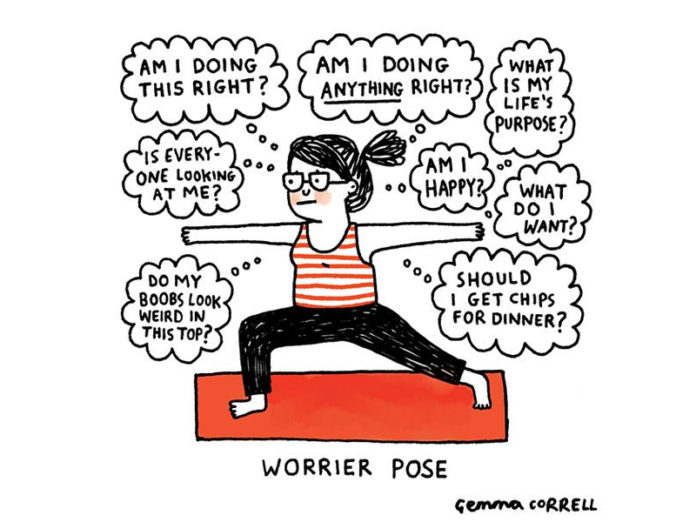 AM I DOING
THIS RIGHT?
AM I DOING
ANYTHING RIGHT?
WHAT
IS MY
LIFE'S
PURPOSE?
IS EVERY-
ONE LOOKING
AT ME?
AM I
HAPPY?
WHAT
DO I
WANT?
DO MY
BOOBS LOOK
WEIRD IN
THIS TOP?
SHOULD
I GET CHIPS
FOR DINNER?
WORRIER POSE
Gemma CORRELL